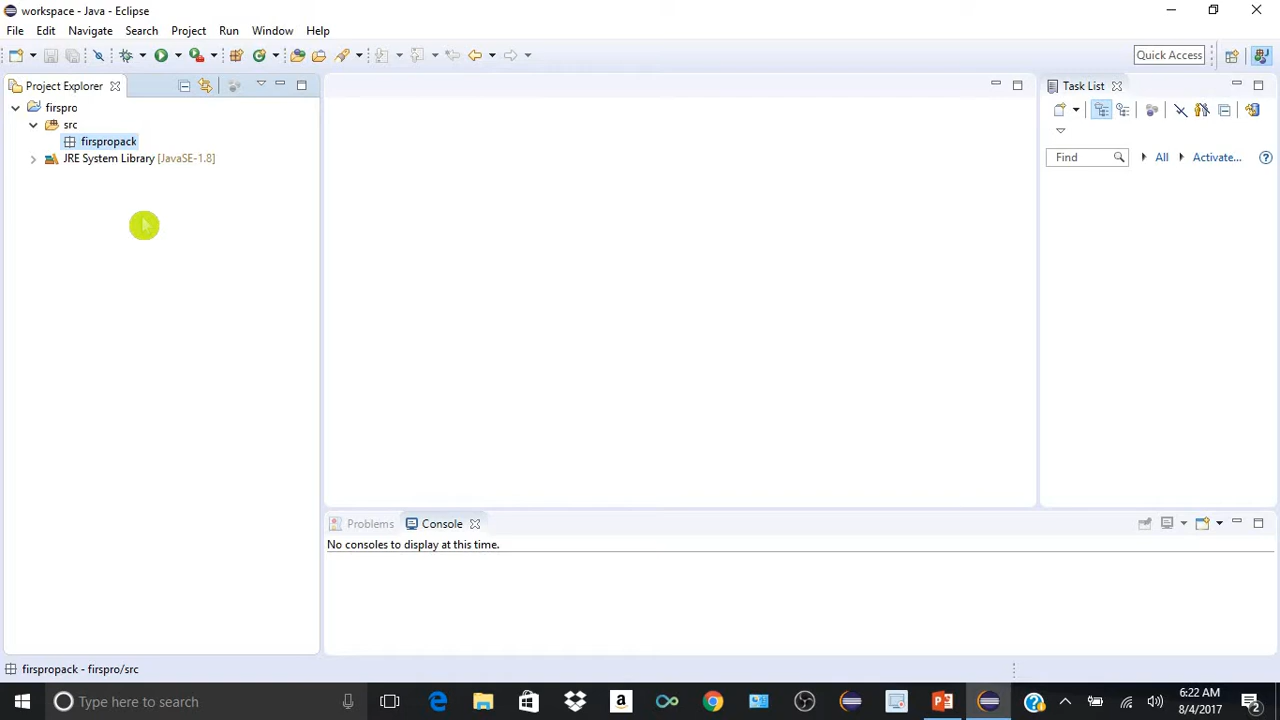 workspace - Java - Eclipse
File Edit Navigate Search Project Run Window Help
Quick Access
Project Explorer
firspro
src
firspropack
JRE System Library [JavaSE-1.8]
Task List
Find All Activate...
Problems Console
No consoles to display at this time.
firspropack - firspro/src
Type here to search
6:22 AM
8/4/2017
2